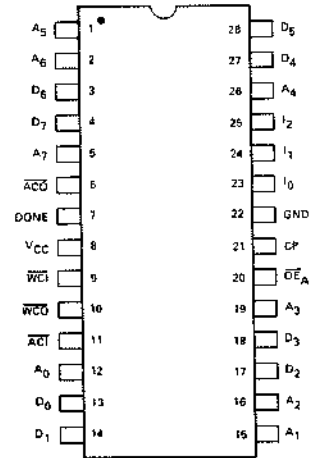 A5 1 28 D5
A6 2 27 D4
D6 3 26 A4
D7 4 25 I2
A7 5 24 I1
ACO 6 23 I0
DONE 7 22 GND
VCC 8 21 CP
WCI 9 20 OEA
WCO 10 19 A3
ACI 11 18 D3
A0 12 17 D2
D0 13 16 A2
D1 14 15 A1